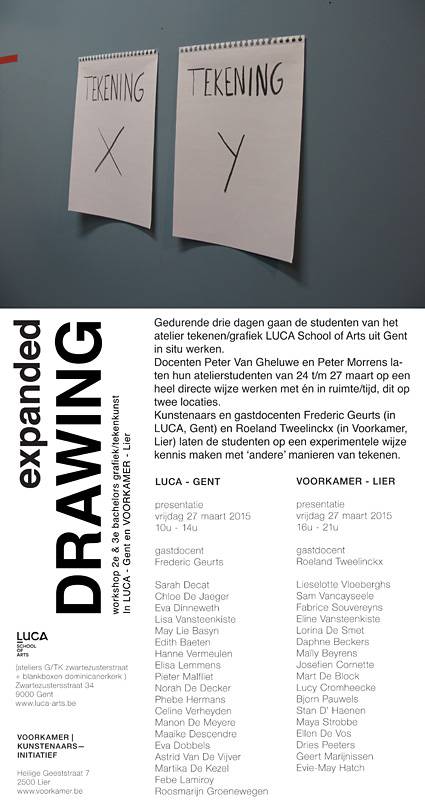 TEKENING
X
TEKENING
Y
expanded
DRAWING
workshop 2e & 3e bachelors grafiek/tekenkunst
In LUCA - Gent en VOORKAMER - Lier
Gedurende drie dagen gaan de studenten van het
atelier tekenen/grafiek LUCA School of Arts uit Gent
in situ werken.
Docenten Peter Van Gheluwe en Peter Morrens la-
ten hun atelierstudenten van 24 t/m 27 maart op een
heel directe wijze werken met én in ruimte/tijd, dit op
twee locaties.
Kunstenaars en gastdocenten Frederic Geurts (in
LUCA, Gent) en Roeland Tweelinckx (in Voorkamer,
Lier) laten de studenten op een experimentele wijze
kennis maken met ‘andere’ manieren van tekenen.
LUCA - GENT
presentatie
vrijdag 27 maart 2015
10u - 14u
gastdocent
Frederic Geurts
Sarah Decat
Chloe De Jaeger
Eva Dinneweth
Lisa Vansteenkiste
May Lie Basyn
Edith Baeten
Hanne Vermeulen
Elisa Lemmens
Pieter Malfliet
Norah De Decker
Phebe Hermans
Celine Verheyden
Manon De Meyere
Maaike Descendre
Eva Dobbels
Astrid Van De Vijver
Martika De Kezel
Febe Lamiroy
Roosmarijn Groenewegen
VOORKAMER - LIER
presentatie
vrijdag 27 maart 2015
16u - 21u
gastdocent
Roeland Tweelinckx
Lieselotte Vloeberghs
Sam Vancayseele
Fabrice Souvereyns
Eline Vansteenkiste
Lorina De Smet
Daphne Beckers
Maïly Beyrens
Josefien Cornette
Mart De Block
Lucy Cromheecke
Bjorn Pauwels
Stan D' Haenen
Maya Strobbe
Ellen De Vos
Dries Peeters
Geert Marijnissen
Evie-May Hatch
LUCA
SCHOOL
OF
ARTS
(ateliers G/TK zwartezusterstraat
+ blankboxen dominicanerkerk )
Zwartezustersstraat 34
9000 Gent
www.luca-arts.be
VOORKAMER |
KUNSTENAARS—
INITIATIEF
Heilige Geeststraat 7
2500 Lier
www.voorkamer.be